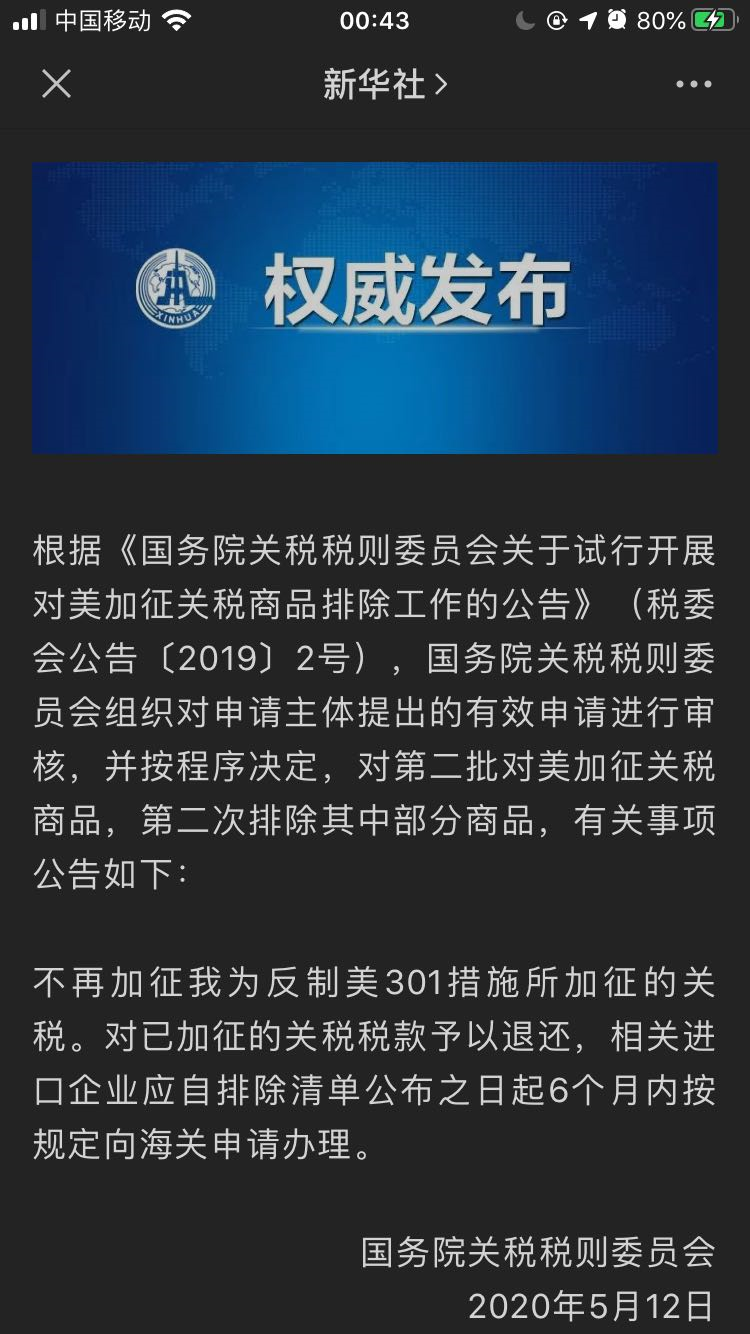 中国移动 00:43 80%
新华社
XINHUA 权威发布
根据《国务院关税税则委员会关于试行开展
对美加征关税商品排除工作的公告》（税委
会公告〔2019〕2号），国务院关税税则委
员会组织对申请主体提出的有效申请进行审
核，并按程序决定，对第二批对美加征关税
商品，第二次排除其中部分商品，有关事项
公告如下：
不再加征我为反制美301措施所加征的关
税。对已加征的关税税款予以退还，相关进
口企业应自排除清单公布之日起6个月内按
规定向海关申请办理。
国务院关税税则委员会
2020年5月12日